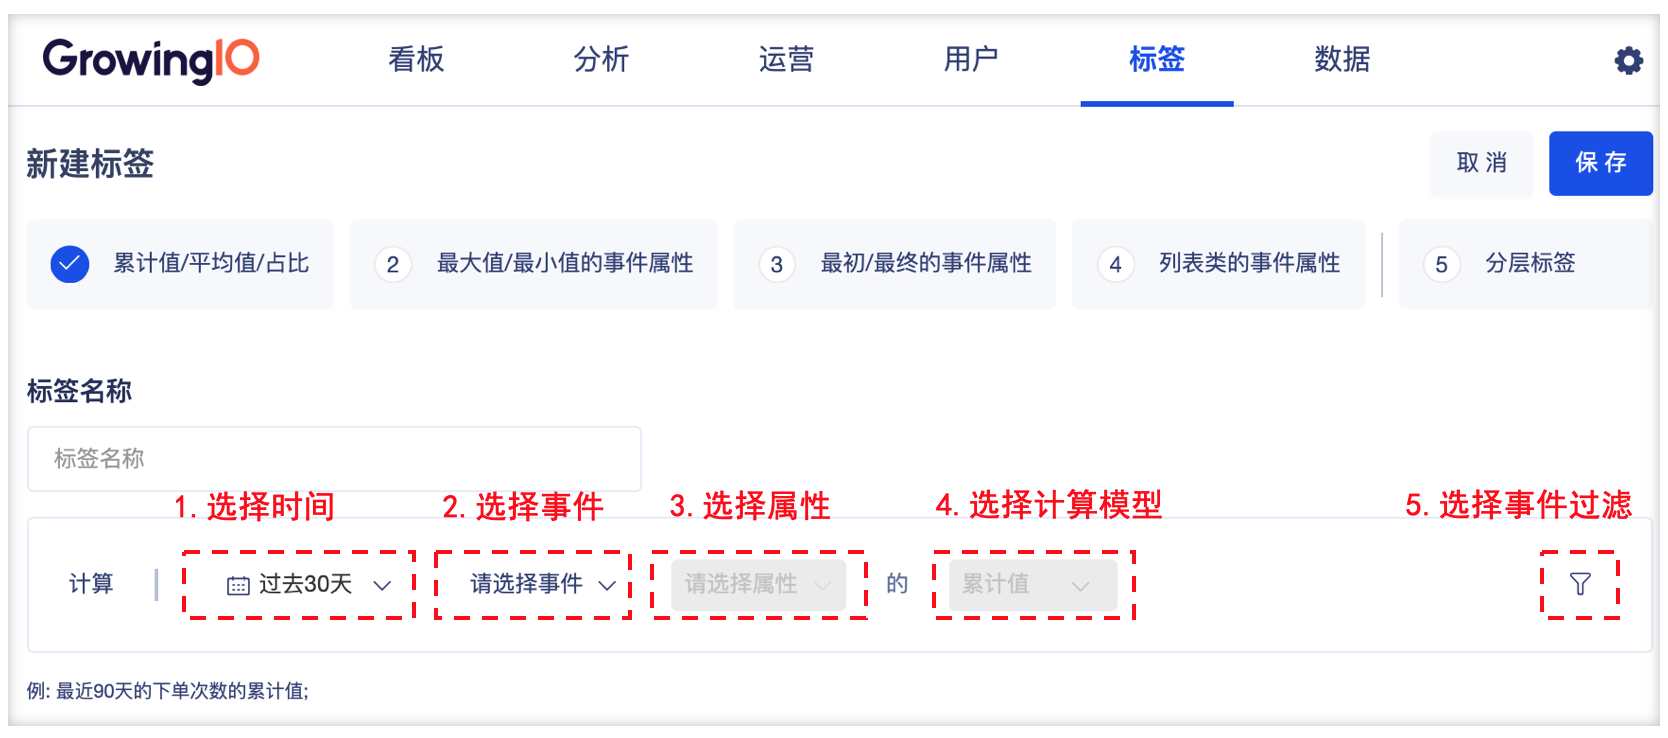 GrowingIO 看板 分析 运营 用户 标签 数据
新建标签 取消 保存
累计值/平均值/占比 2 最大值/最小值的事件属性 3 最初/最终的事件属性 4 列表类的事件属性 5 分层标签
标签名称
标签名称
1. 选择时间 2. 选择事件 3. 选择属性 4. 选择计算模型 5. 选择事件过滤
计算 过去30天 请选择事件 请选择属性 的 累计值
例: 最近90天的下单次数的累计值;